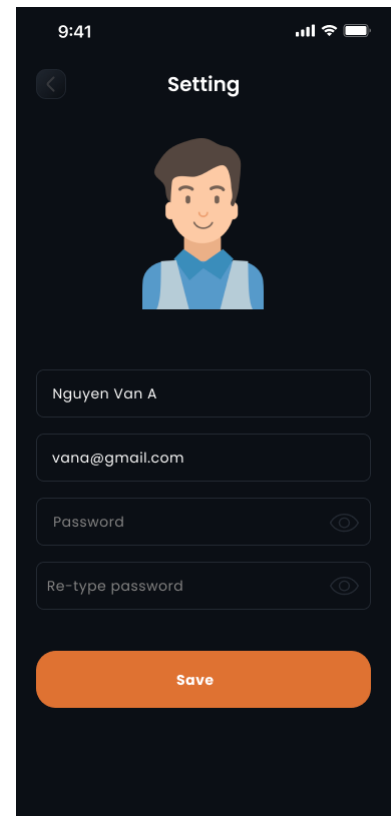 9:41
Setting
Nguyen Van A
vana@gmail.com
Password
Re-type password
Save